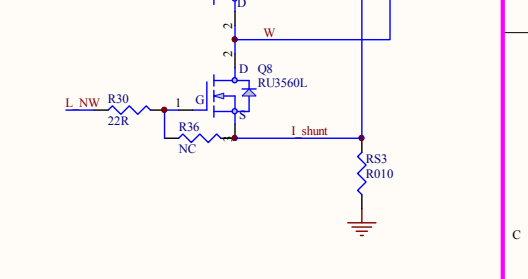 D
2
W
2
D Q8
RU3560L
L_NW R30 1 G
22R
S
R36
NC
I_shunt
RS3
R010
C